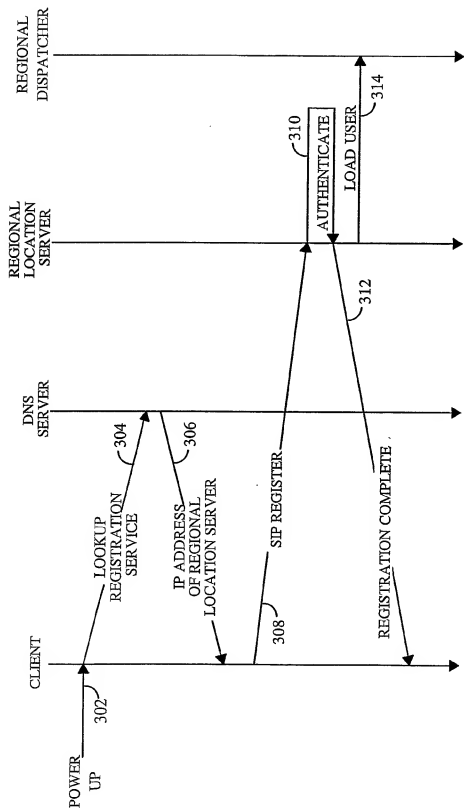 CLIENT
DNS
SERVER
REGIONAL
LOCATION
SERVER
REGIONAL
DISPATCHER
POWER
UP
302
LOOKUP
REGISTRATION
SERVICE
304
IP ADDRESS
OF REGIONAL
LOCATION SERVER
306
308
SIP REGISTER
310
AUTHENTICATE
REGISTRATION COMPLETE
312
LOAD USER
314